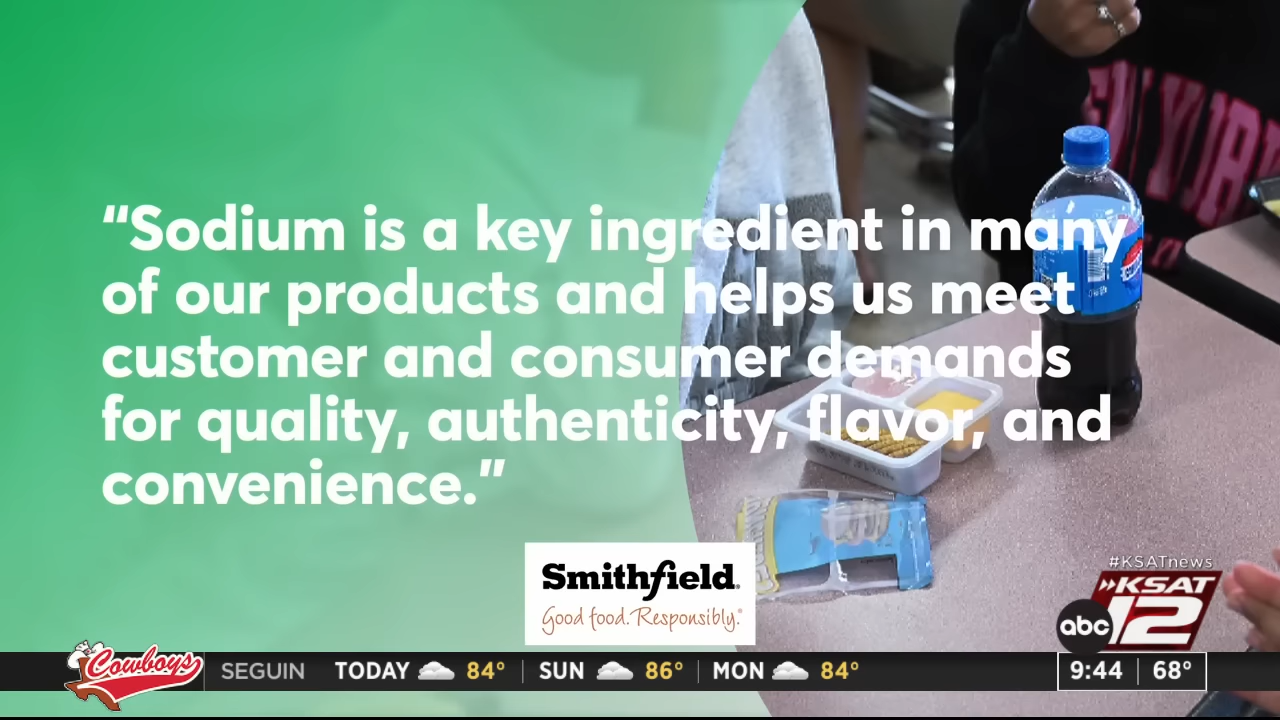 “Sodium is a key ingredient in many
of our products and helps us meet
customer and consumer demands
for quality, authenticity, flavor, and
convenience.”
Smithfield.
Good food. Responsibly.®
#KSATnews
KSAT
abc 12
Cowboys SEGUIN TODAY 84° SUN 86° MON 84° 9:44 68°